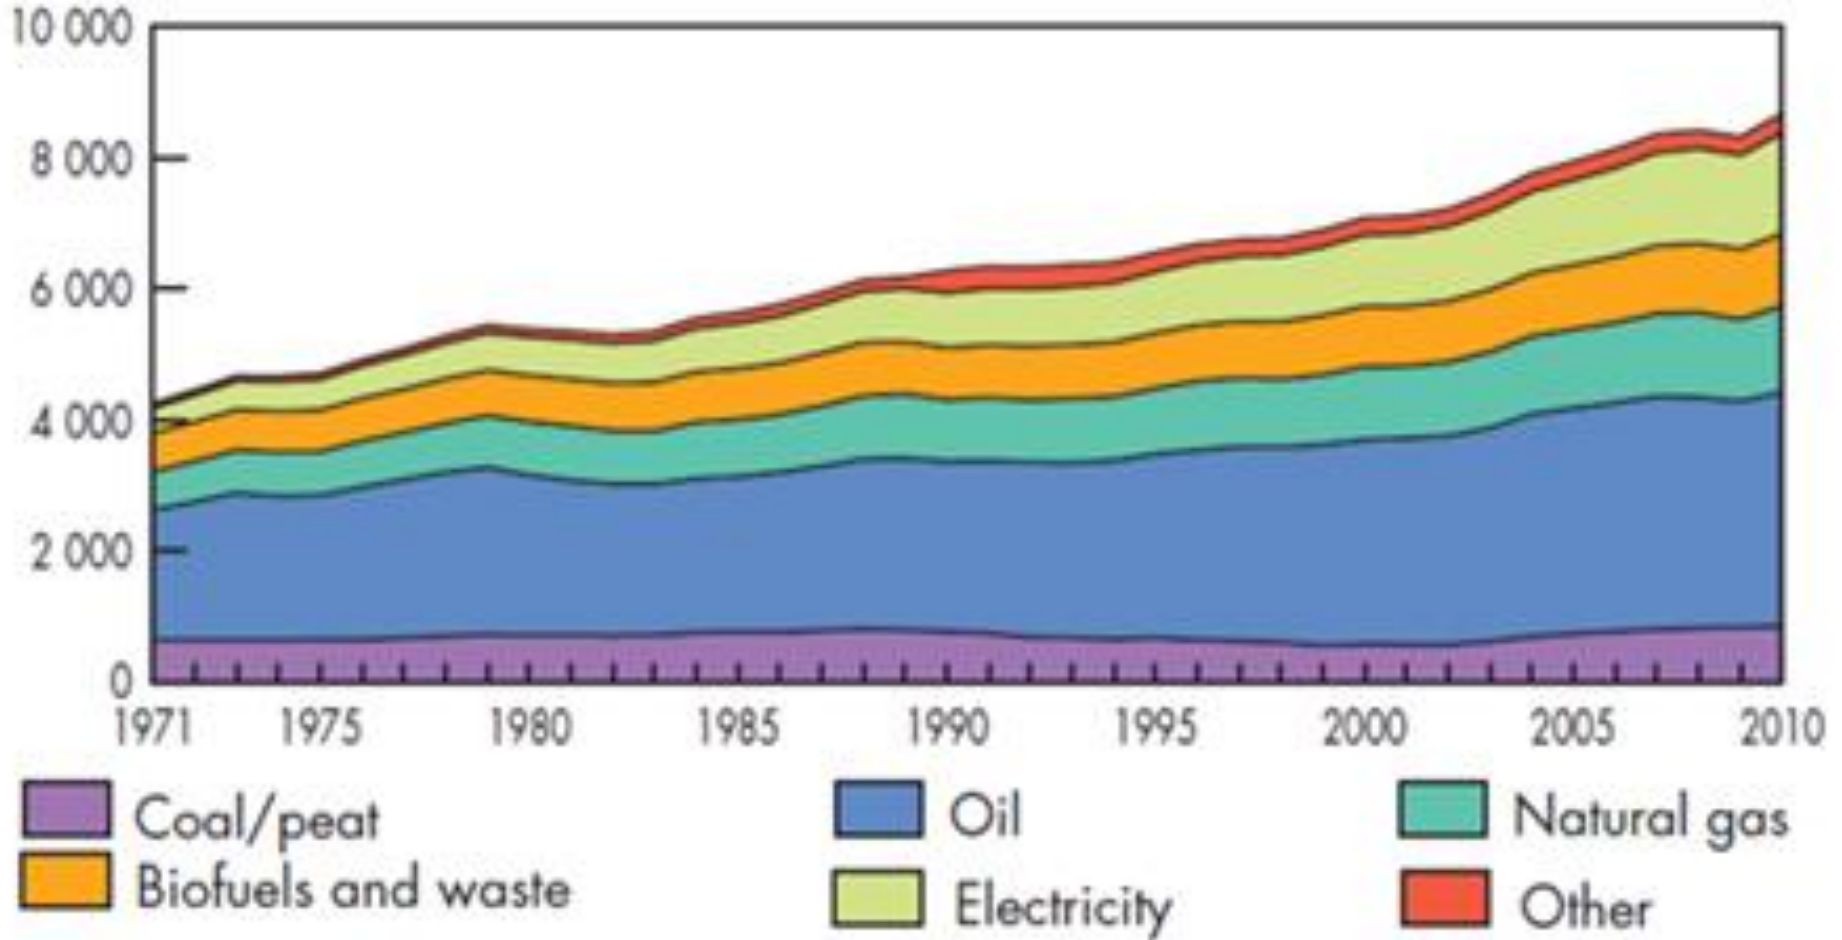 10 000
8 000
6 000
4 000
2 000
0
1971 1975 1980 1985 1990 1995 2000 2005 2010
Coal/peat Oil Natural gas
Biofuels and waste Electricity Other